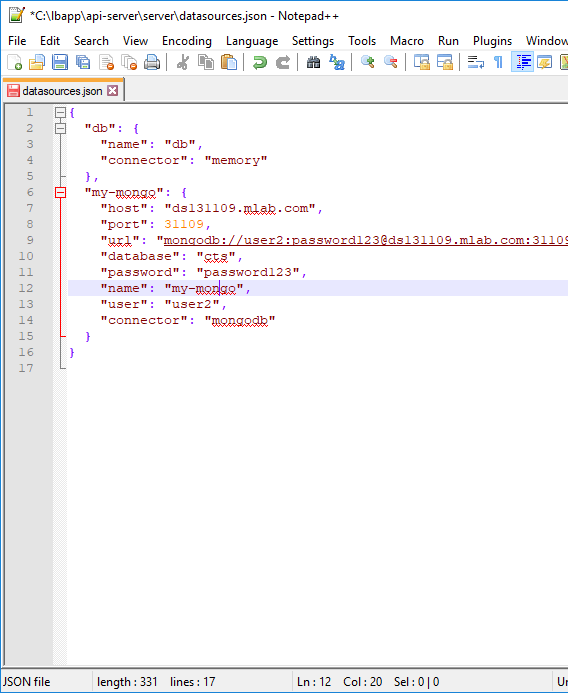 *C:\lbapp\api-server\server\datasources.json - Notepad++
File Edit Search View Encoding Language Settings Tools Macro Run Plugins Window
datasources.json
1 {
2 "db": {
3 "name": "db",
4 "connector": "memory"
5 },
6 "my-mongo": {
7 "host": "ds131109.mlab.com",
8 "port": 31109,
9 "url": "mongodb://user2:password123@ds131109.mlab.com:31109
10 "database": "cts",
11 "password": "password123",
12 "name": "my-mongo",
13 "user": "user2",
14 "connector": "mongodb"
15 }
16 }
17
JSON file length : 331 lines : 17 Ln : 12 Col : 20 Sel : 0 | 0